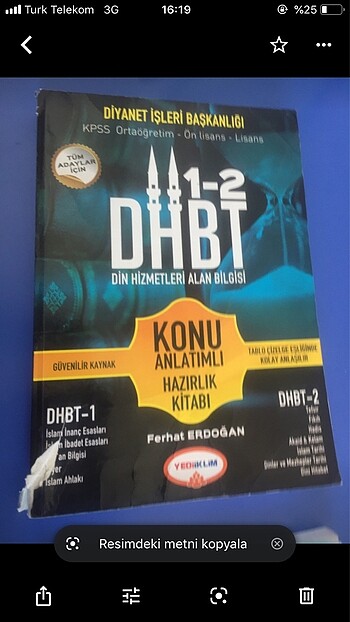 Turk Telekom 3G
16:19
%25
DİYANET İŞLERİ BAŞKANLIĞI
KPSS Ortaöğretim - Ön lisans - Lisans
TÜM
ADAYLAR
İÇİN
1-2
DHBT
DİN HİZMETLERİ ALAN BİLGİSİ
KONU
ANLATIMLI
HAZIRLIK
KİTABI
GÜVENİLİR KAYNAK
TABLO ÇİZELGE EŞLİĞİNDE
KOLAY ANLAŞILIR
DHBT-1
İslam İnanç Esasları
İbadet Esasları
Bilgisi
İslam Ahlakı
DHBT-2
Tefsir
Fıkıh
Hadis
Akaid & Kelam
İslam Tarihi
Dinler ve Mezhepler Tarihi
Dini Hitabet
Ferhat ERDOĞAN
YEDİİKLİM
Resimdeki metni kopyala